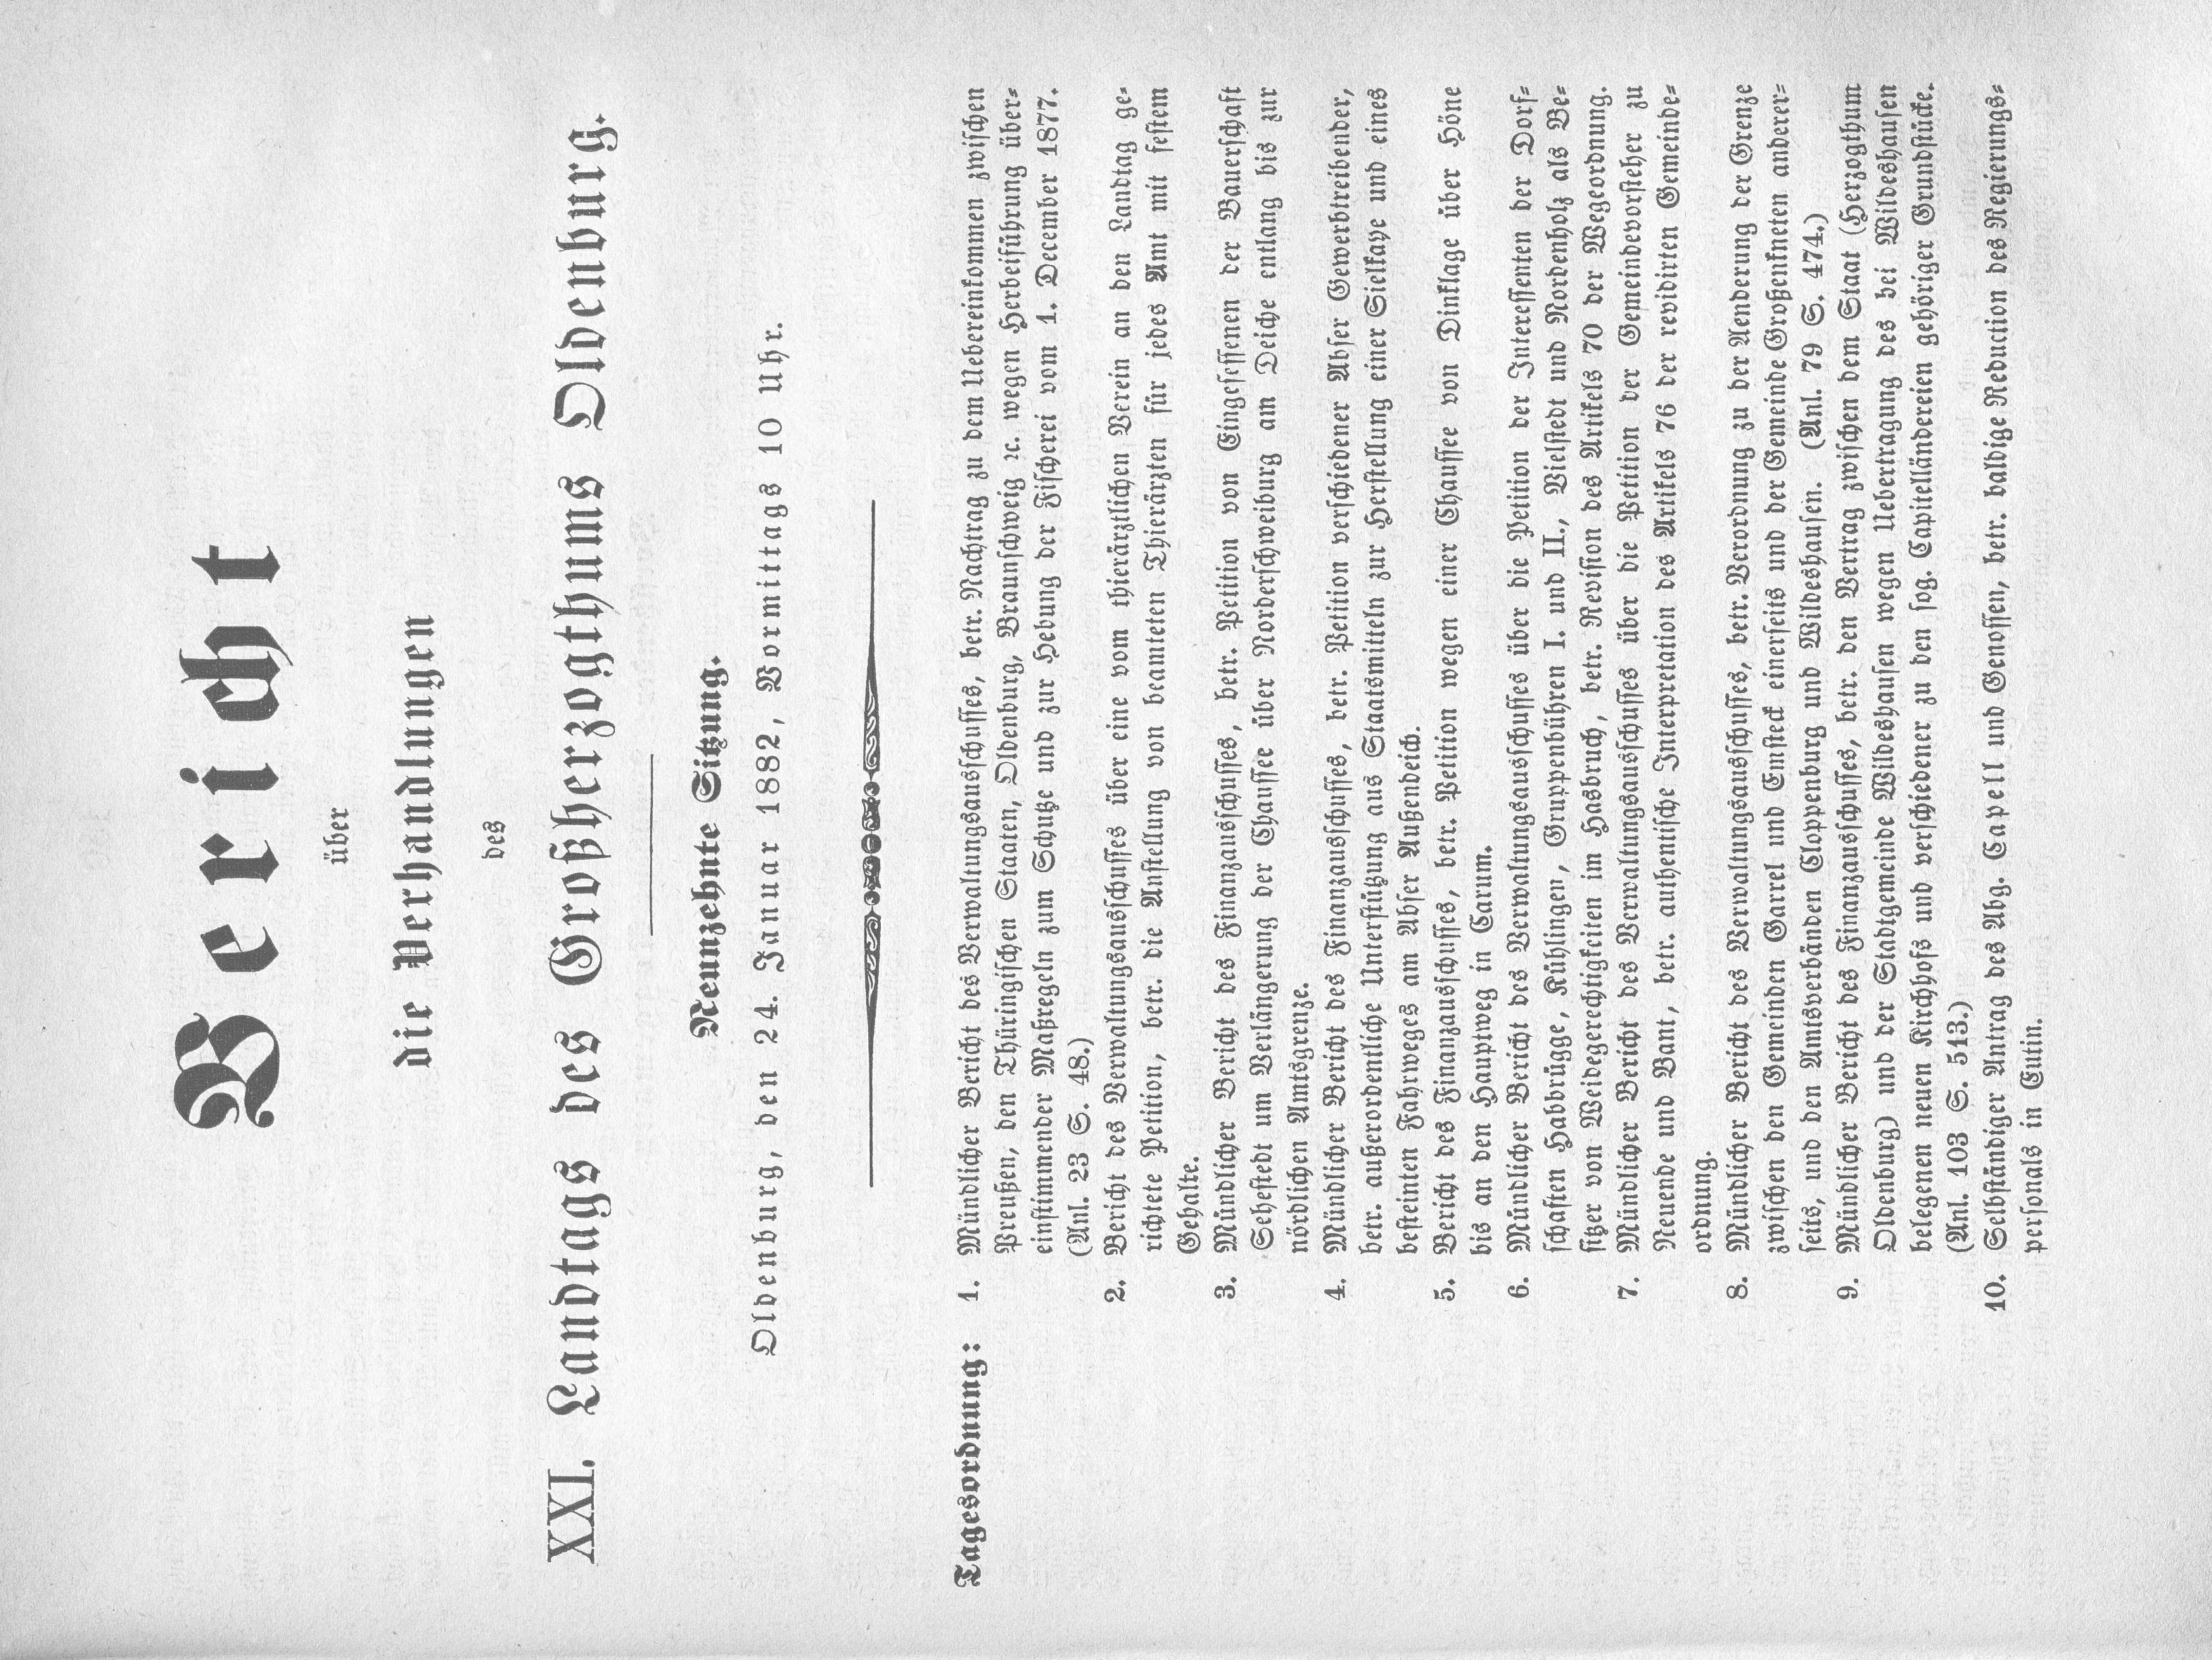 Bericht
über
die Verhandlungen
des
XXI. Landtags des Großherzogthums Oldenburg.
Neunzehnte Sitzung.
Oldenburg, den 24. Januar 1882, Vormittags 10 Uhr.
Tagesordnung: 1. Mündlicher Bericht des Verwaltungsausschusses, betr. Nachtrag zu dem Uebereinkommen zwischen
Preußen, den Thüringischen Staaten, Oldenburg, Braunschweig ꝛc. wegen Herbeiführung über-
einstimmender Maßregeln zum Schutze und zur Hebung der Fischerei vom 1. December 1877.
(Anl. 23 S. 48.)
2. Bericht des Verwaltungsausschusses über eine vom thierärztlichen Verein an den Landtag ge-
richtete Petition, betr. die Anstellung von beamteten Thierärzten für jedes Amt mit festem
Gehalte.
3. Mündlicher Bericht des Finanzausschusses, betr. Petition von Eingesessenen der Bauerschaft
Sehestedt um Verlängerung der Chaussee über Norderschweiburg am Deiche entlang bis zur
nördlichen Amtsgrenze.
4. Mündlicher Bericht des Finanzausschusses, betr. Petition verschiedener Abser Gewerbtreibender,
betr. außerordentliche Unterstützung aus Staatsmitteln zur Herstellung einer Sielkaye und eines
besteinten Fahrweges am Abser Außendeich.
5. Bericht des Finanzausschusses, betr. Petition wegen einer Chaussee von Dinklage über Höne
bis an den Hauptweg in Carum.
6. Mündlicher Bericht des Verwaltungsausschusses über die Petition der Interessenten der Dorf-
schaften Habbrügge, Kühlingen, Gruppenbühren I. und II., Vielstedt und Nordenholz als Be-
sitzer von Weidegerechtigkeiten im Hasbruch, betr. Revision des Artikels 70 der Wegeordnung.
7. Mündlicher Bericht des Verwaltungsausschusses über die Petition der Gemeindevorsteher zu
Neuende und Bant, betr. authentische Interpretation des Artikels 76 der revidirten Gemeinde-
ordnung.
8. Mündlicher Bericht des Verwaltungsausschusses, betr. Verordnung zu der Aenderung der Grenze
zwischen den Gemeinden Garrel und Emsteck einerseits und der Gemeinde Großenkneten anderer-
seits, und den Amtsverbänden Cloppenburg und Wildeshausen. (Anl. 79 S. 474.)
9. Mündlicher Bericht des Finanzausschusses, betr. den Vertrag zwischen dem Staat (Herzogthum
Oldenburg) und der Stadtgemeinde Wildeshausen wegen Uebertragung des bei Wildeshausen
belegenen neuen Kirchhofs und verschiedener zu den sog. Capitelländereien gehöriger Grundstücke.
(Anl. 103 S. 513.)
10. Selbständiger Antrag des Abg. Capell und Genossen, betr. baldige Reduction des Regierungs-
personals in Eutin.